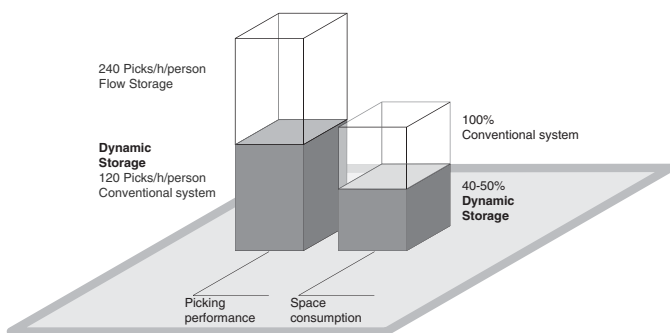 240 Picks/h/person
Flow Storage
Dynamic
Storage
120 Picks/h/person
Conventional system
100%
Conventional system
40-50%
Dynamic
Storage
Picking
performance
Space
consumption